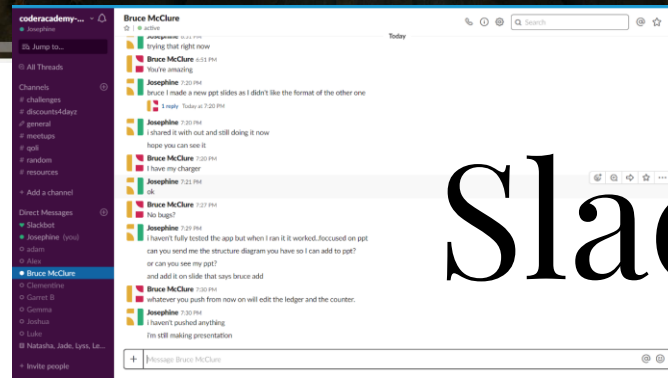 coderacademy-...
Josephine
Jump to...
All Threads
Channels
# challenges
# discounts4dayz
general
# meetups
# qoli
# random
# resources
+ Add a channel
Direct Messages
Slackbot
Josephine (you)
adam
Alex
Bruce McClure
Clementine
Garret B
Gemma
Joshua
Luke
Natasha, Jade, Lyss, Le...
+ Invite people
Bruce McClure
active
Search
Today
trying that right now
Bruce McClure 6:51 PM
You're amazing
Josephine 7:20 PM
bruce I made a new ppt slides as I didn't like the format of the other one
1 reply Today at 7:20 PM
Josephine 7:20 PM
i shared it with out and still doing it now
hope you can see it
Bruce McClure 7:20 PM
I have my charger
Josephine 7:21 PM
ok
Bruce McClure 7:27 PM
No bugs?
Josephine 7:29 PM
i haven't fully tested the app but when I ran it it worked..foccused on ppt
can you send me the structure diagram you have so I can add to ppt?
or can you see my ppt?
and add it on slide that says bruce add
Bruce McClure 7:30 PM
whatever you push from now on will edit the ledger and the counter.
Josephine 7:30 PM
i haven't pushed anything
i'm still making presentation
Message Bruce McClure
Slac